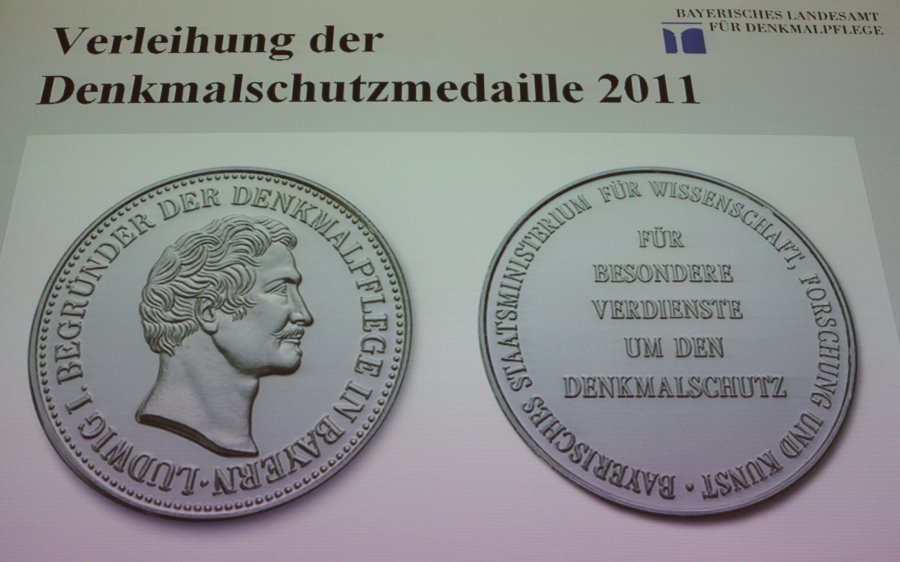 Verleihung der
Denkmalschutzmedaille 2011
BAYERISCHES LANDESAMT
FÜR DENKMALPFLEGE
LUDWIG I. BEGRÜNDER DER DENKMALPFLEGE IN BAYERN ·
BAYERISCHES STAATSMINISTERIUM FÜR WISSENSCHAFT, FORSCHUNG UND KUNST ·
FÜR
BESONDERE
VERDIENSTE
UM DEN
DENKMALSCHUTZ